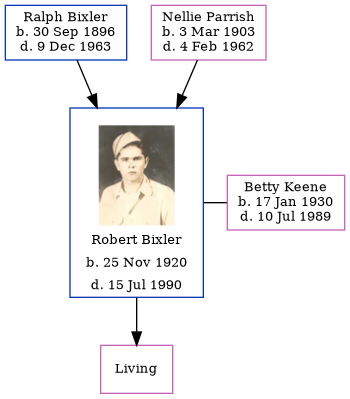 Ralph Bixler
b. 30 Sep 1896
d. 9 Dec 1963
Nellie Parrish
b. 3 Mar 1903
d. 4 Feb 1962
Robert Bixler
b. 25 Nov 1920
d. 15 Jul 1990
Betty Keene
b. 17 Jan 1930
d. 10 Jul 1989
Living